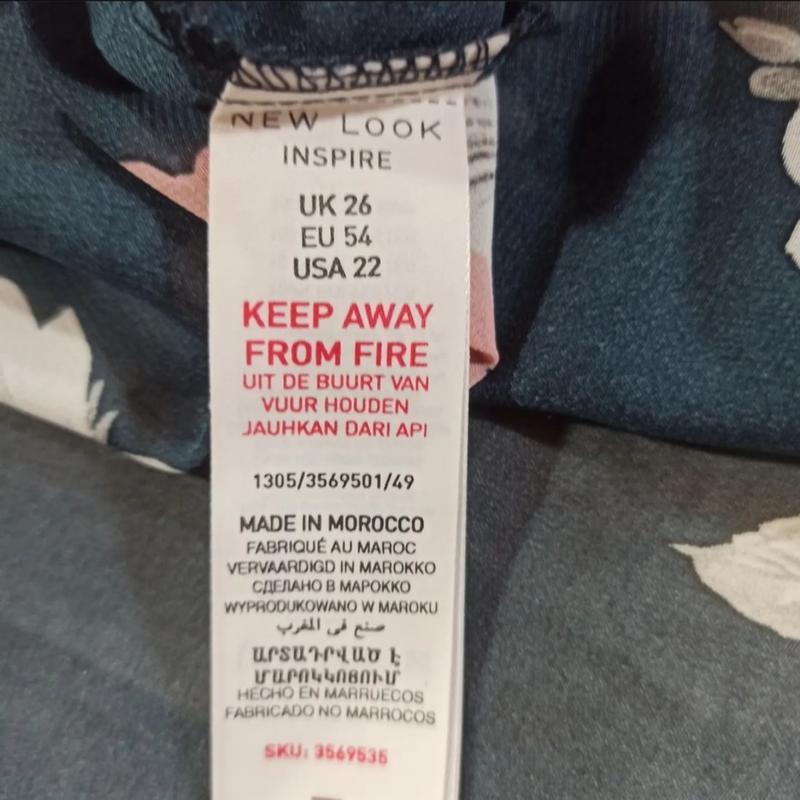 NEW LOOK
INSPIRE
UK 26
EU 54
USA 22
KEEP AWAY
FROM FIRE
UIT DE BUURT VAN
VUUR HOUDEN
JAUHKAN DARI API
1305/3569501/49
MADE IN MOROCCO
FABRIQUÉ AU MAROC
VERVAARDIGD IN MAROKKO
СДЕЛАНО В МАРОККО
WYPRODUKOWANO W MAROKU
صنع في المغرب
ԱՐՏԱԴՐՎԱԾ Է
ՄԱՐՈԿԿՈՅՈՒՄ
HECHO EN MARRUECOS
FABRICADO NO MARROCOS
SKU: 3569535